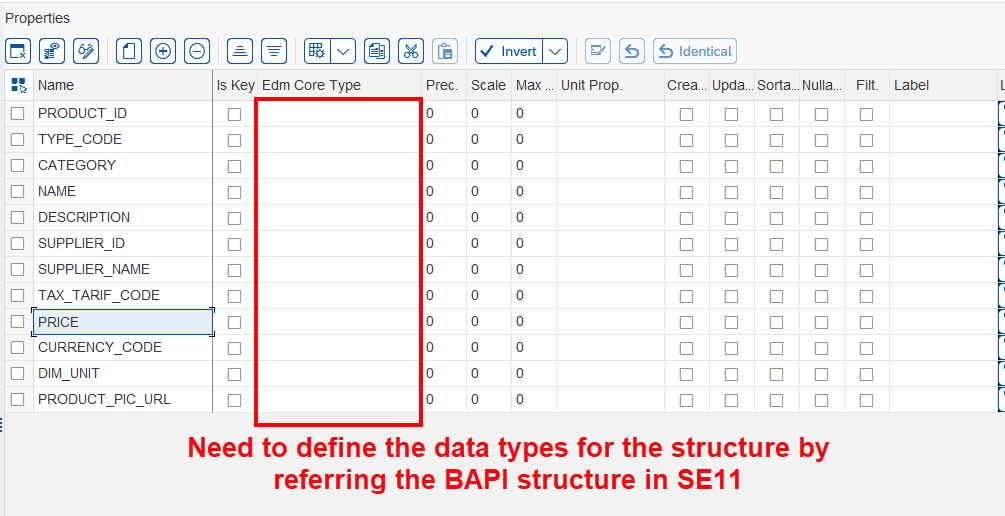 Properties
Invert
Identical
Name Is Key Edm Core Type Prec. Scale Max ... Unit Prop. Crea... Upda... Sorta... Nulla... Filt. Label L
PRODUCT_ID 0 0 0
TYPE_CODE 0 0 0
CATEGORY 0 0 0
NAME 0 0 0
DESCRIPTION 0 0 0
SUPPLIER_ID 0 0 0
SUPPLIER_NAME 0 0 0
TAX_TARIF_CODE 0 0 0
PRICE 0 0 0
CURRENCY_CODE 0 0 0
DIM_UNIT 0 0 0
PRODUCT_PIC_URL 0 0 0
Need to define the data types for the structure by
referring the BAPI structure in SE11